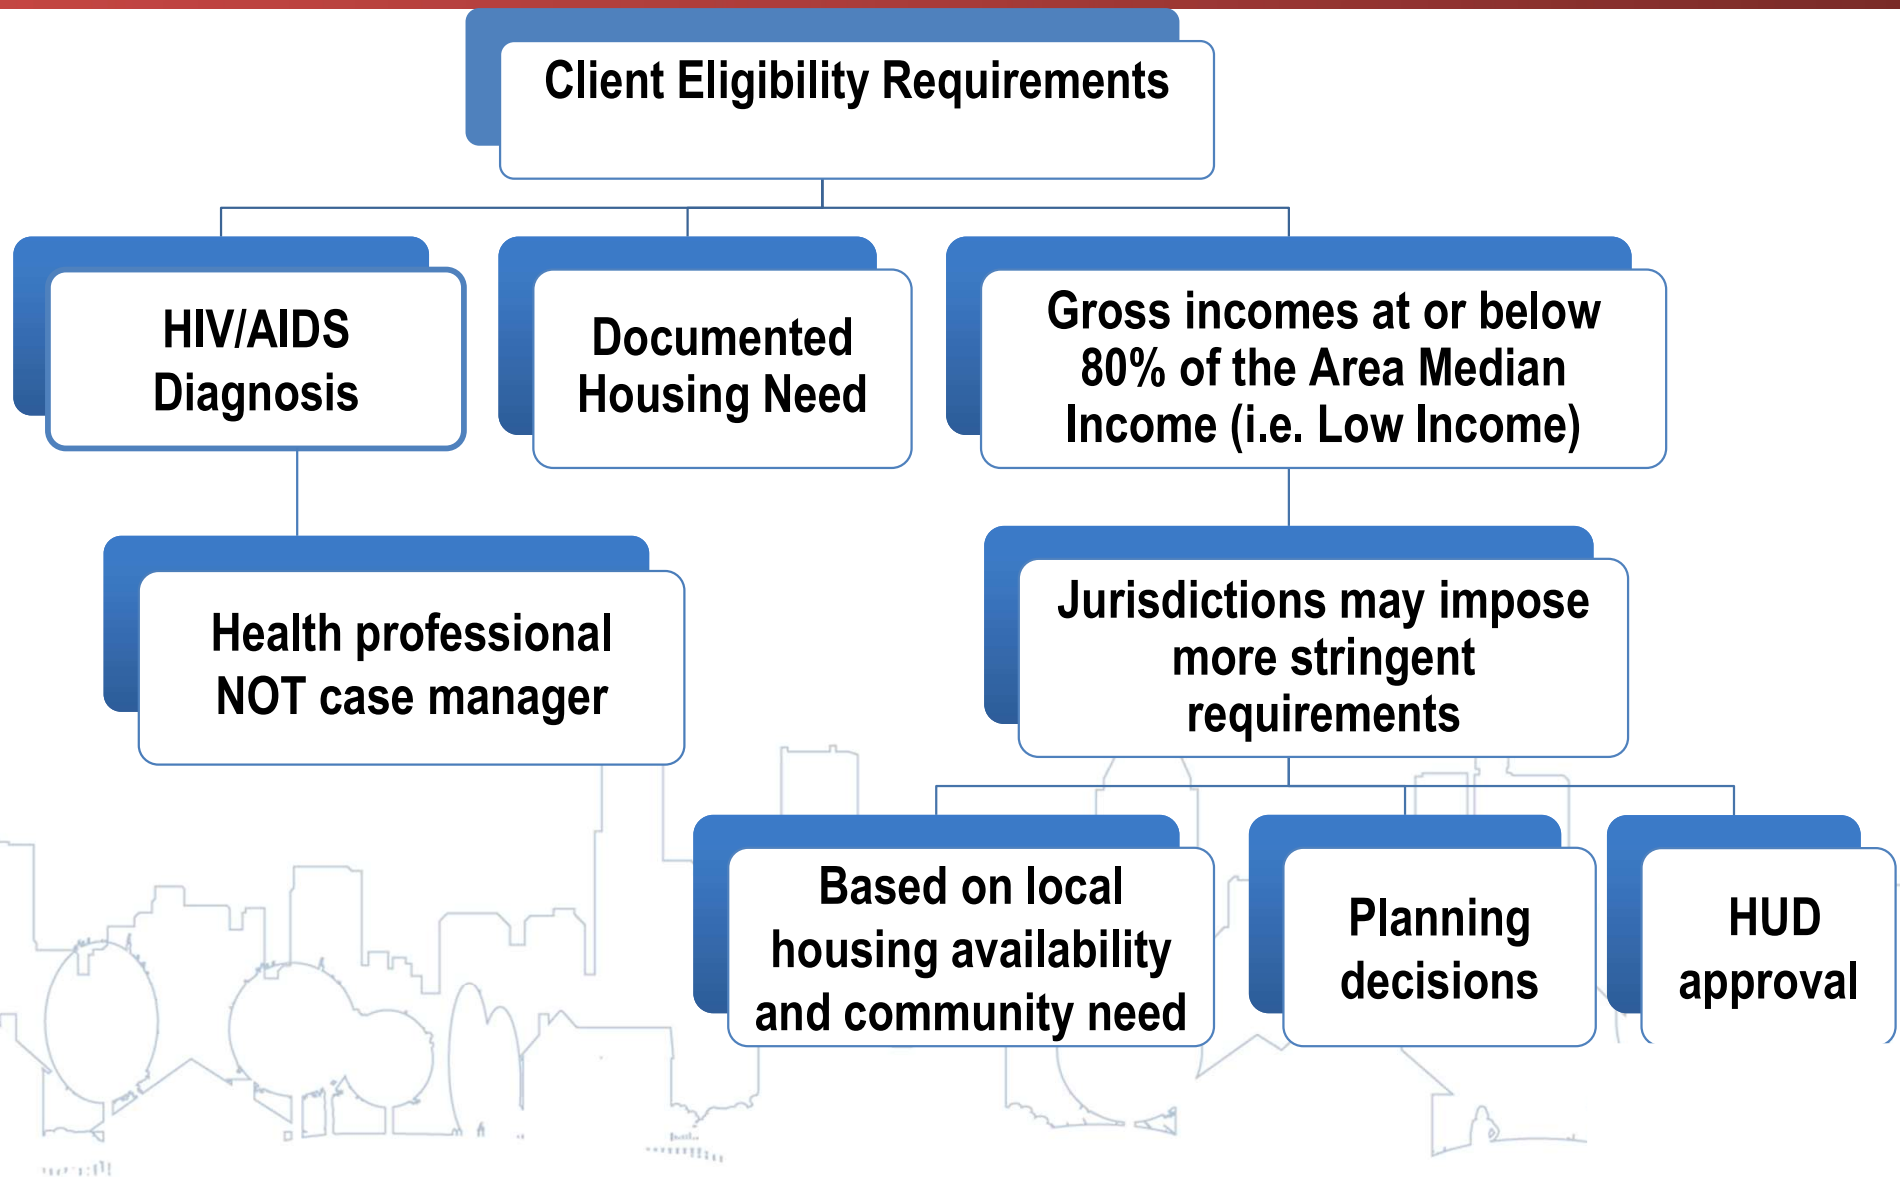 Client Eligibility Requirements
HIV/AIDS
Diagnosis
Documented
Housing Need
Gross incomes at or below
80% of the Area Median
Income (i.e. Low Income)
Health professional
NOT case manager
Jurisdictions may impose
more stringent
requirements
Based on local
housing availability
and community need
Planning
decisions
HUD
approval